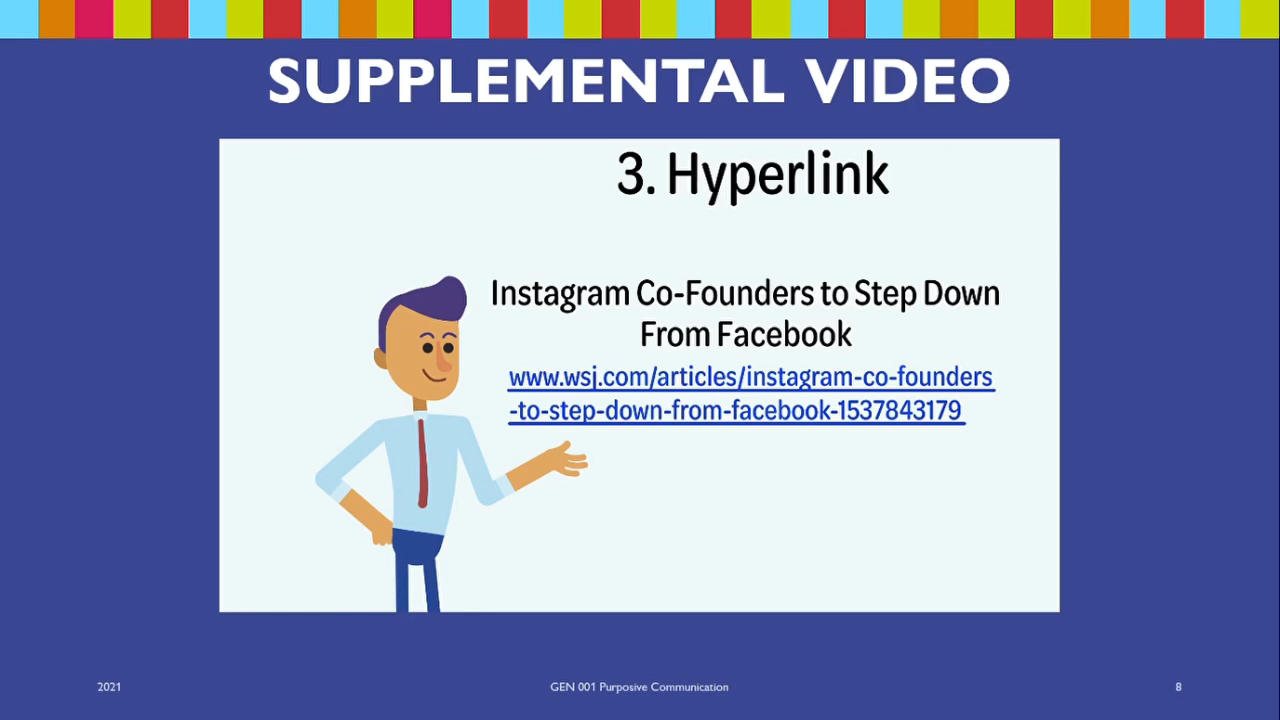 SUPPLEMENTAL VIDEO
3. Hyperlink
Instagram Co-Founders to Step Down
From Facebook
www.wsj.com/articles/instagram-co-founders
-to-step-down-from-facebook-1537843179
2021
GEN 001 Purposive Communication
8